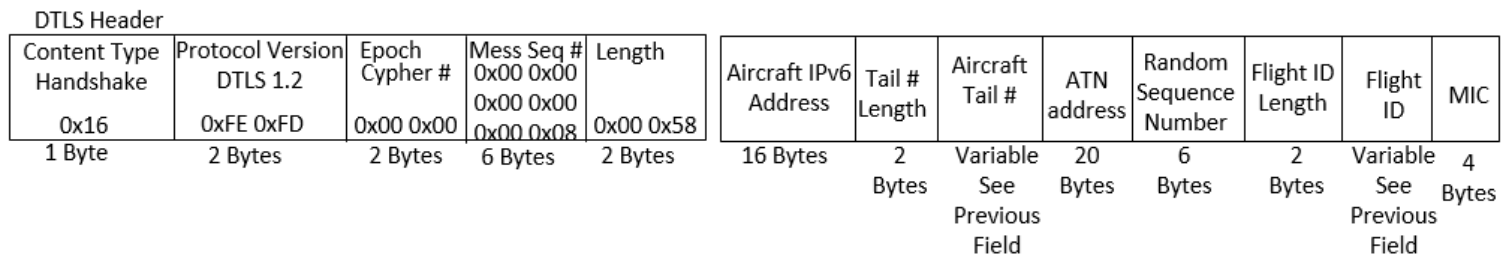 DTLS Header
Content Type
Handshake
0x16
1 Byte
Protocol Version
DTLS 1.2
0xFE 0xFD
2 Bytes
Epoch
Cypher #
0x00 0x00
2 Bytes
Mess Seq #
0x00 0x00
0x00 0x00
0x00 0x08
6 Bytes
Length
0x00 0x58
2 Bytes
Aircraft IPv6
Address
16 Bytes
Tail #
Length
2
Bytes
Aircraft
Tail #
Variable
See
Previous
Field
ATN
address
20
Bytes
Random
Sequence
Number
6
Bytes
Flight ID
Length
2
Bytes
Flight
ID
Variable
See
Previous
Field
MIC
4
Bytes